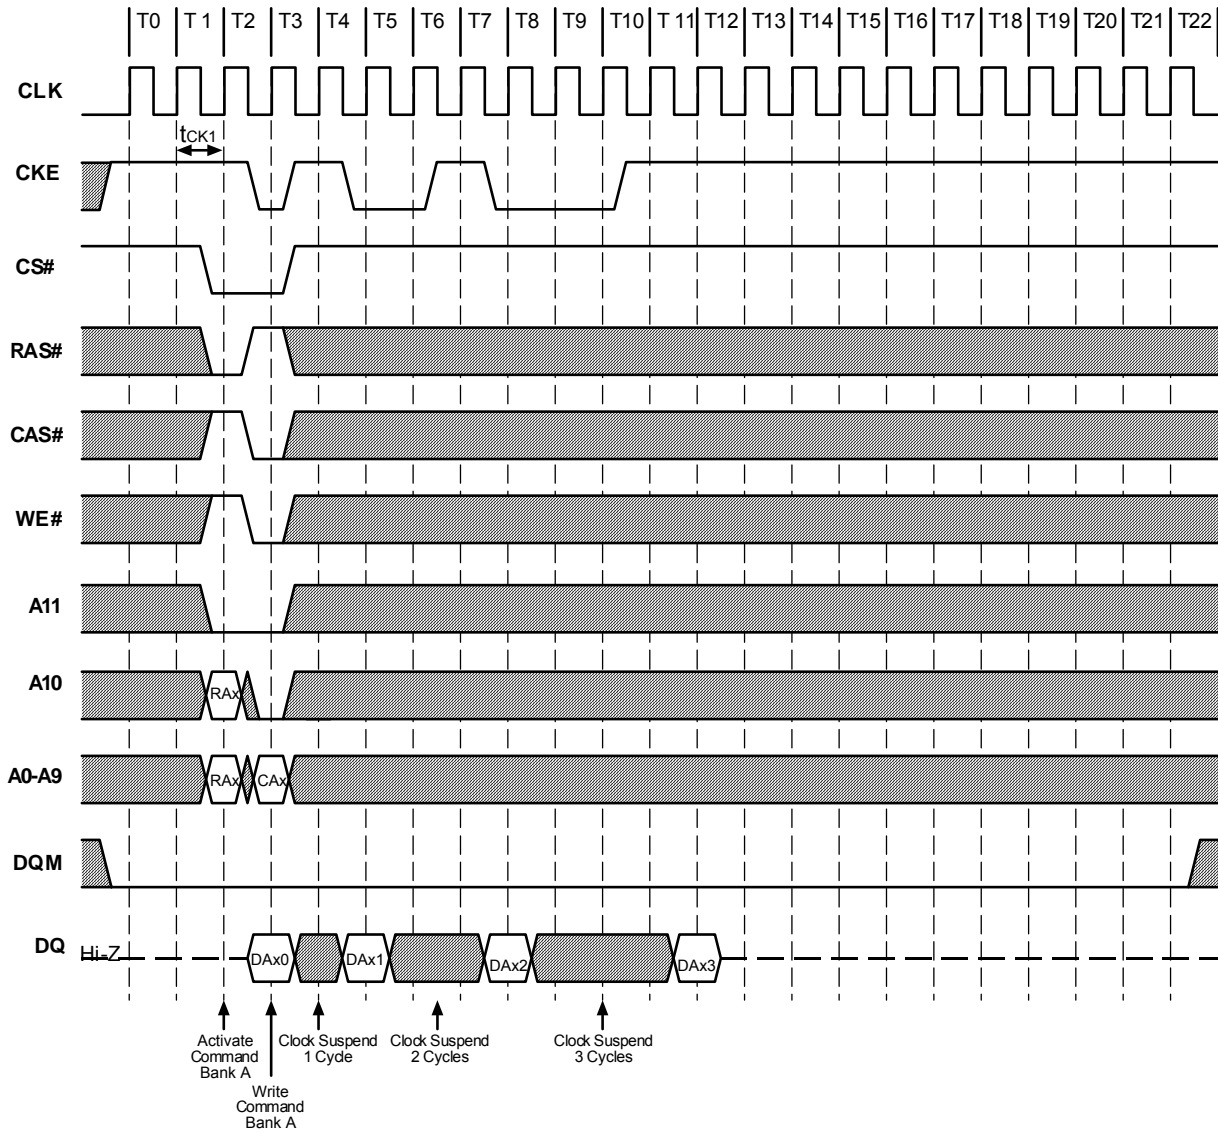 T0 T 1 T2 T3 T4 T5 T6 T7 T8 T9 T10 T 11 T12 T13 T14 T15 T16 T17 T18 T19 T20 T21 T22
CLK
tCK1
CKE
CS#
RAS#
CAS#
WE#
A11
A10
RAx
A0-A9
RAx CAx
DQM
DQ
Hi-Z
DAx0 DAx1 DAx2 DAx3
Activate
Command
Bank A
Write
Command
Bank A
Clock Suspend
1 Cycle
Clock Suspend
2 Cycles
Clock Suspend
3 Cycles